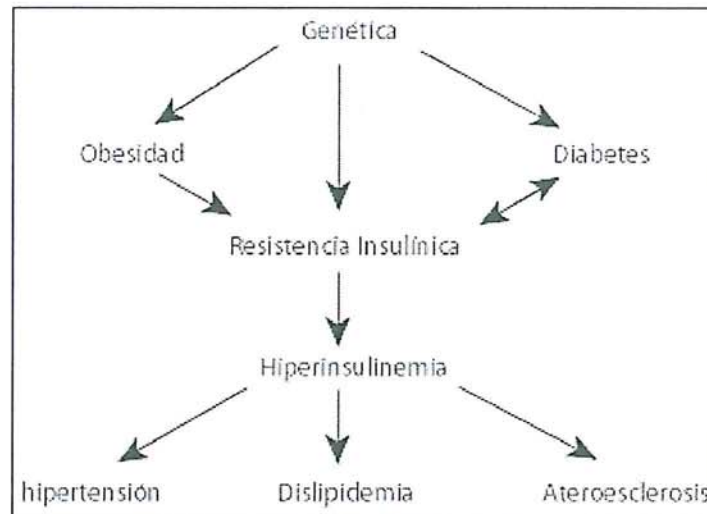 Genética
Obesidad Diabetes
Resistencia Insulínica
Hiperinsulinemia
hipertensión Dislipidemia Ateroesclerosis